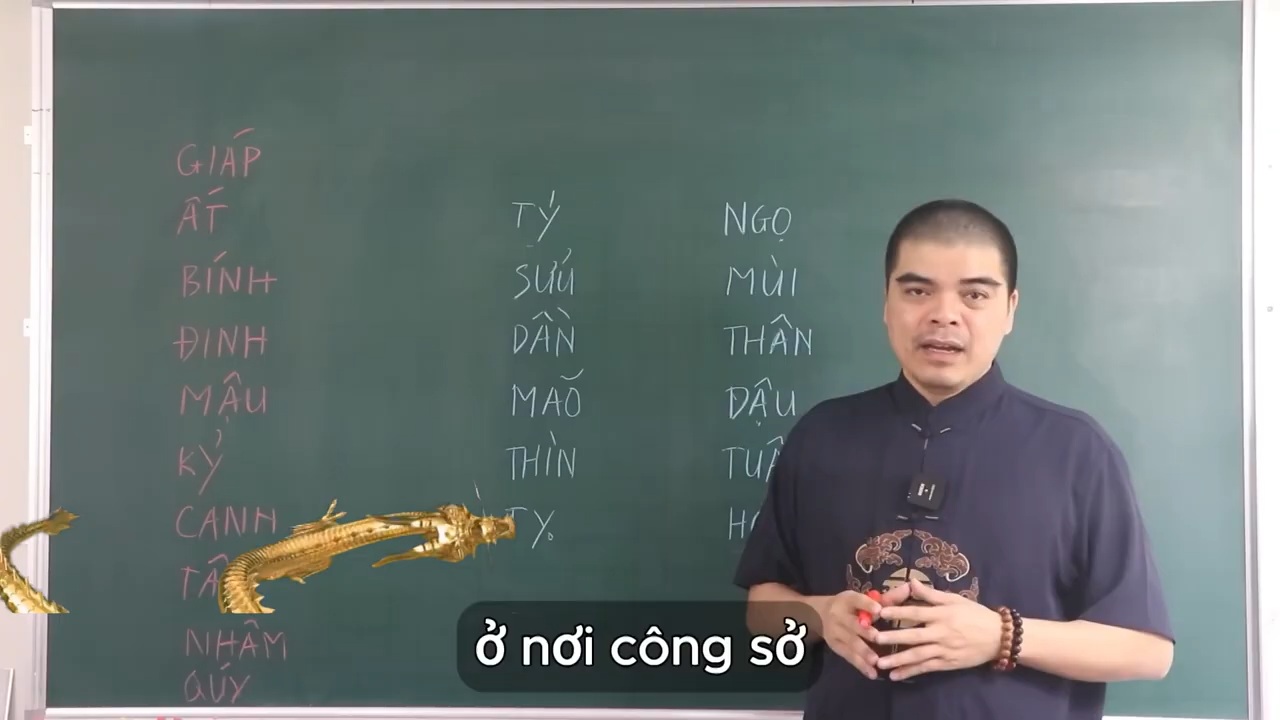 GIÁP
ẤT
BÍNH
ĐINH
MẬU
KỶ
CANH
NHÂM
QUÝ
TÝ
SỬU
DẦN
MÃO
THÌN
TỴ
NGỌ
MÙI
THÂN
DẬU
ở nơi công sở